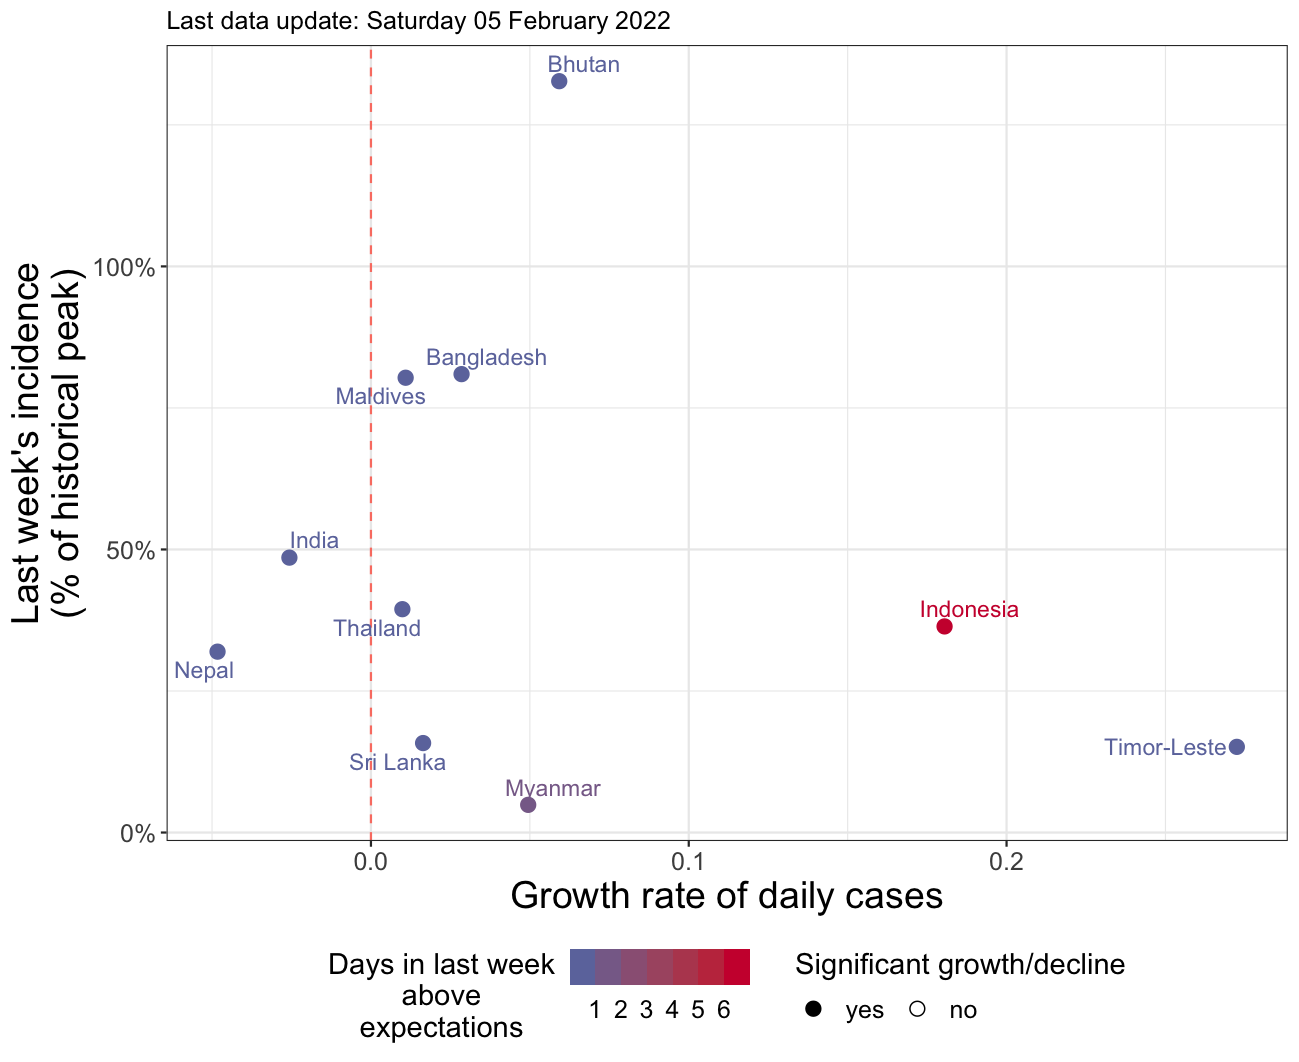 Last data update: Saturday 05 February 2022
Last week's incidence
(% of historical peak)
100%
50%
0%
Bhutan
Bangladesh
Maldives
India
Thailand
Indonesia
Nepal
Timor-Leste
Sri Lanka
Myanmar
0.0 0.1 0.2
Growth rate of daily cases
Days in last week
above
expectations
1 2 3 4 5 6
Significant growth/decline
yes no